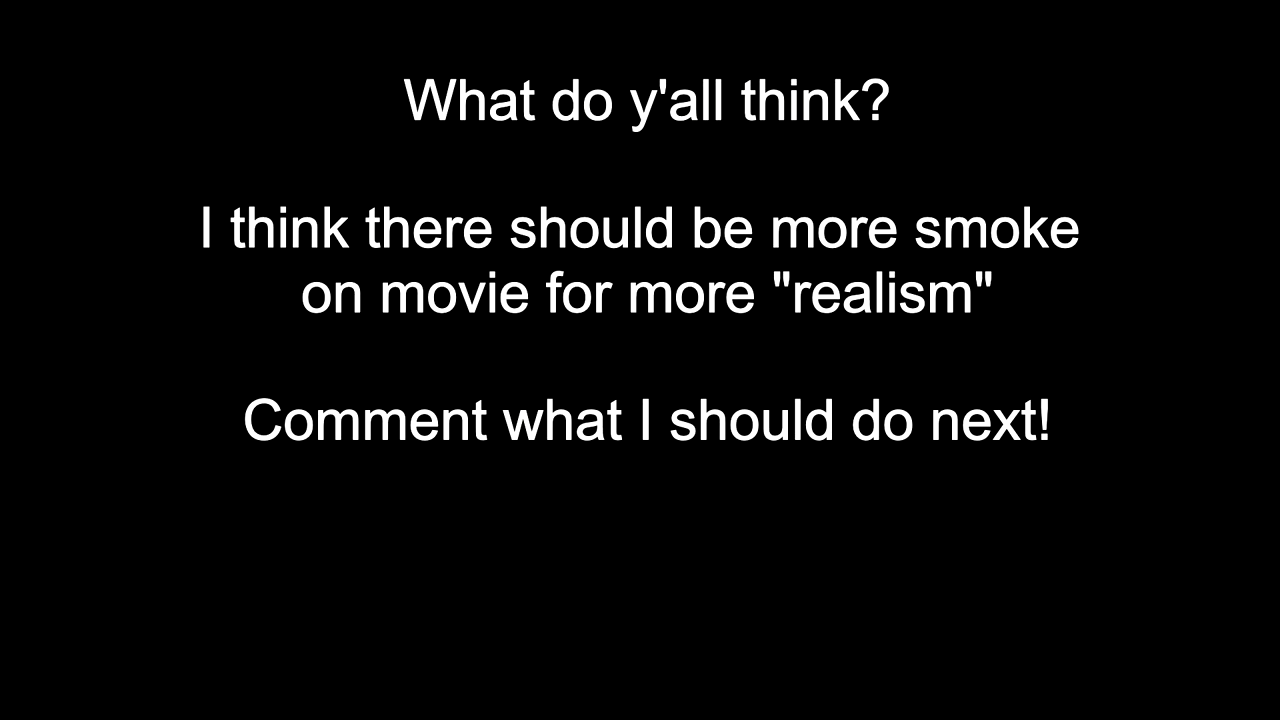 What do y'all think?
I think there should be more smoke
on movie for more "realism"
Comment what I should do next!